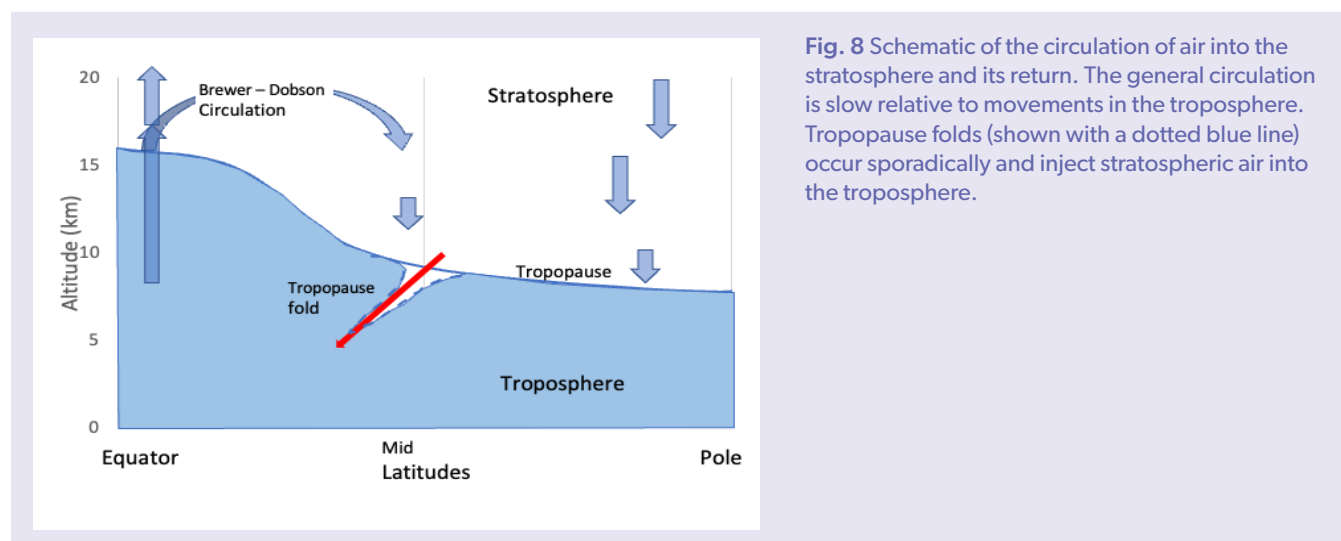 20
15
10
5
0
Altitude (km)
Brewer – Dobson
Circulation
Stratosphere
Tropopause
Tropopause
fold
Troposphere
Equator
Mid
Latitudes
Pole
Fig. 8 Schematic of the circulation of air into the
stratosphere and its return. The general circulation
is slow relative to movements in the troposphere.
Tropopause folds (shown with a dotted blue line)
occur sporadically and inject stratospheric air into
the troposphere.